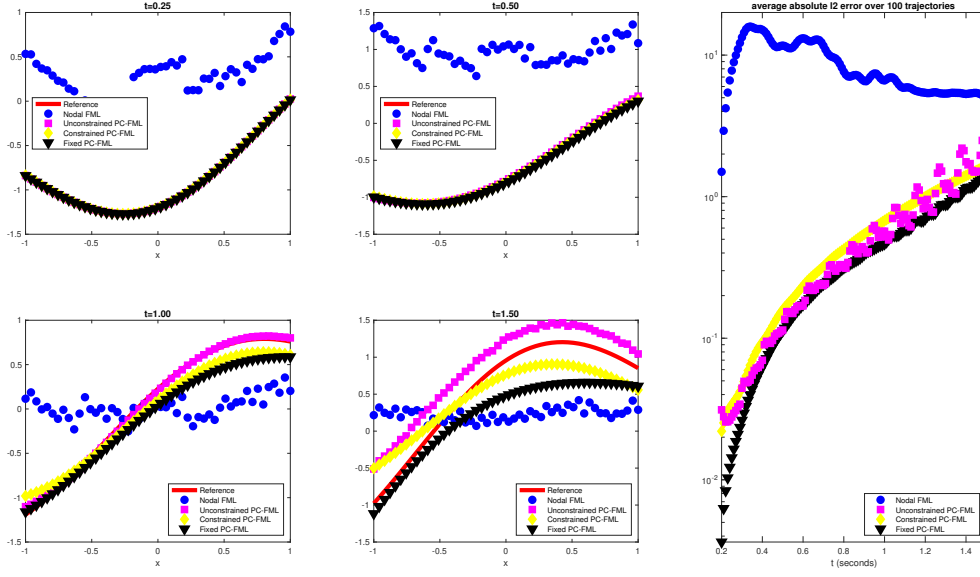 t=0.25
1
0.5
0
-0.5
-1
-1.5
Reference
Nodal FML
Unconstrained PC-FML
Constrained PC-FML
Fixed PC-FML
-1 -0.5 0 0.5 1
x
t=0.50
1.5
1
0.5
0
-0.5
-1
-1.5
Reference
Nodal FML
Unconstrained PC-FML
Constrained PC-FML
Fixed PC-FML
-1 -0.5 0 0.5 1
x
t=1.00
1
0.5
0
-0.5
-1
-1.5
Reference
Nodal FML
Unconstrained PC-FML
Constrained PC-FML
Fixed PC-FML
-1 -0.5 0 0.5 1
x
t=1.50
1.5
1
0.5
0
-0.5
-1
-1.5
Reference
Nodal FML
Unconstrained PC-FML
Constrained PC-FML
Fixed PC-FML
-1 -0.5 0 0.5 1
x
average absolute l2 error over 100 trajectories
10^1
10^0
10^-1
10^-2
Nodal FML
Unconstrained PC-FML
Constrained PC-FML
Fixed PC-FML
0.2 0.4 0.6 0.8 1 1.2 1.4
t (seconds)